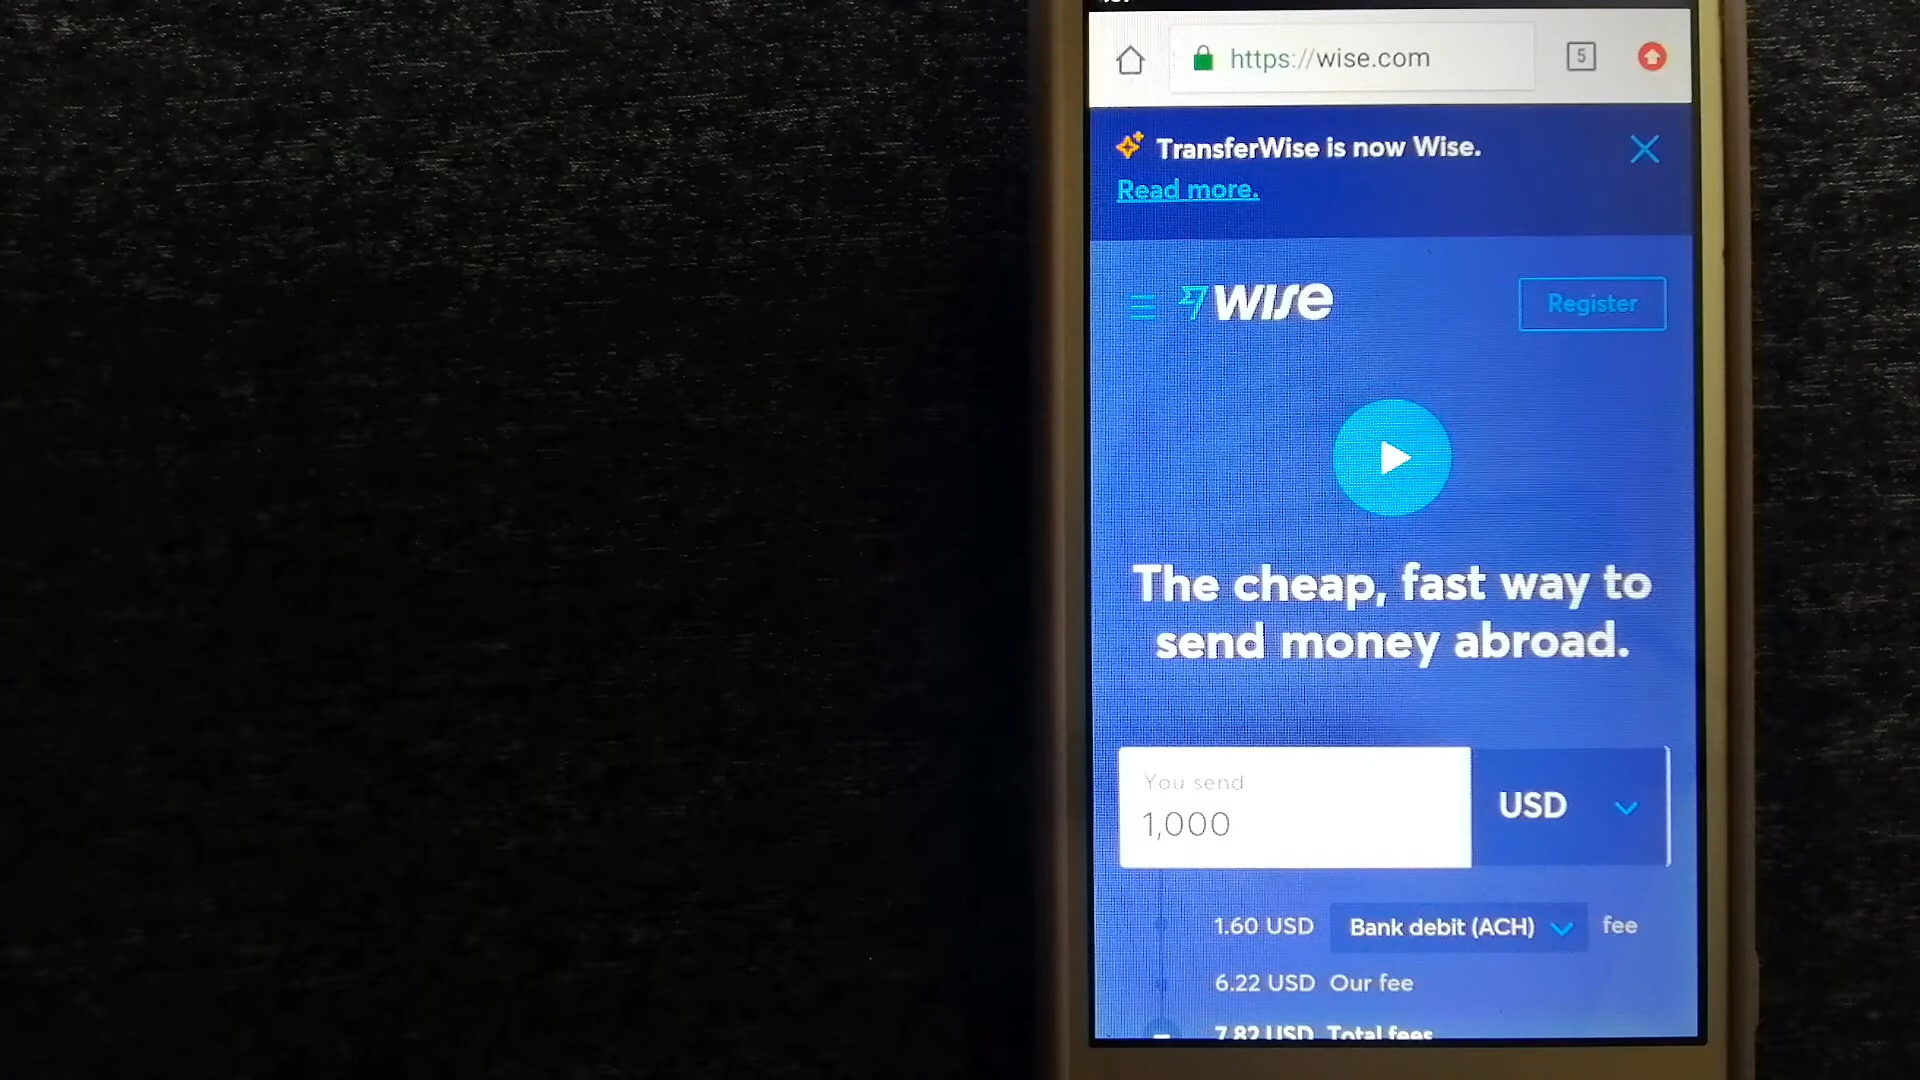 https://wise.com
5
TransferWise is now Wise.
Read more.
wise
Register
The cheap, fast way to
send money abroad.
You send
1,000
USD
1.60 USD Bank debit (ACH) fee
6.22 USD Our fee
7.82 USD Total fees